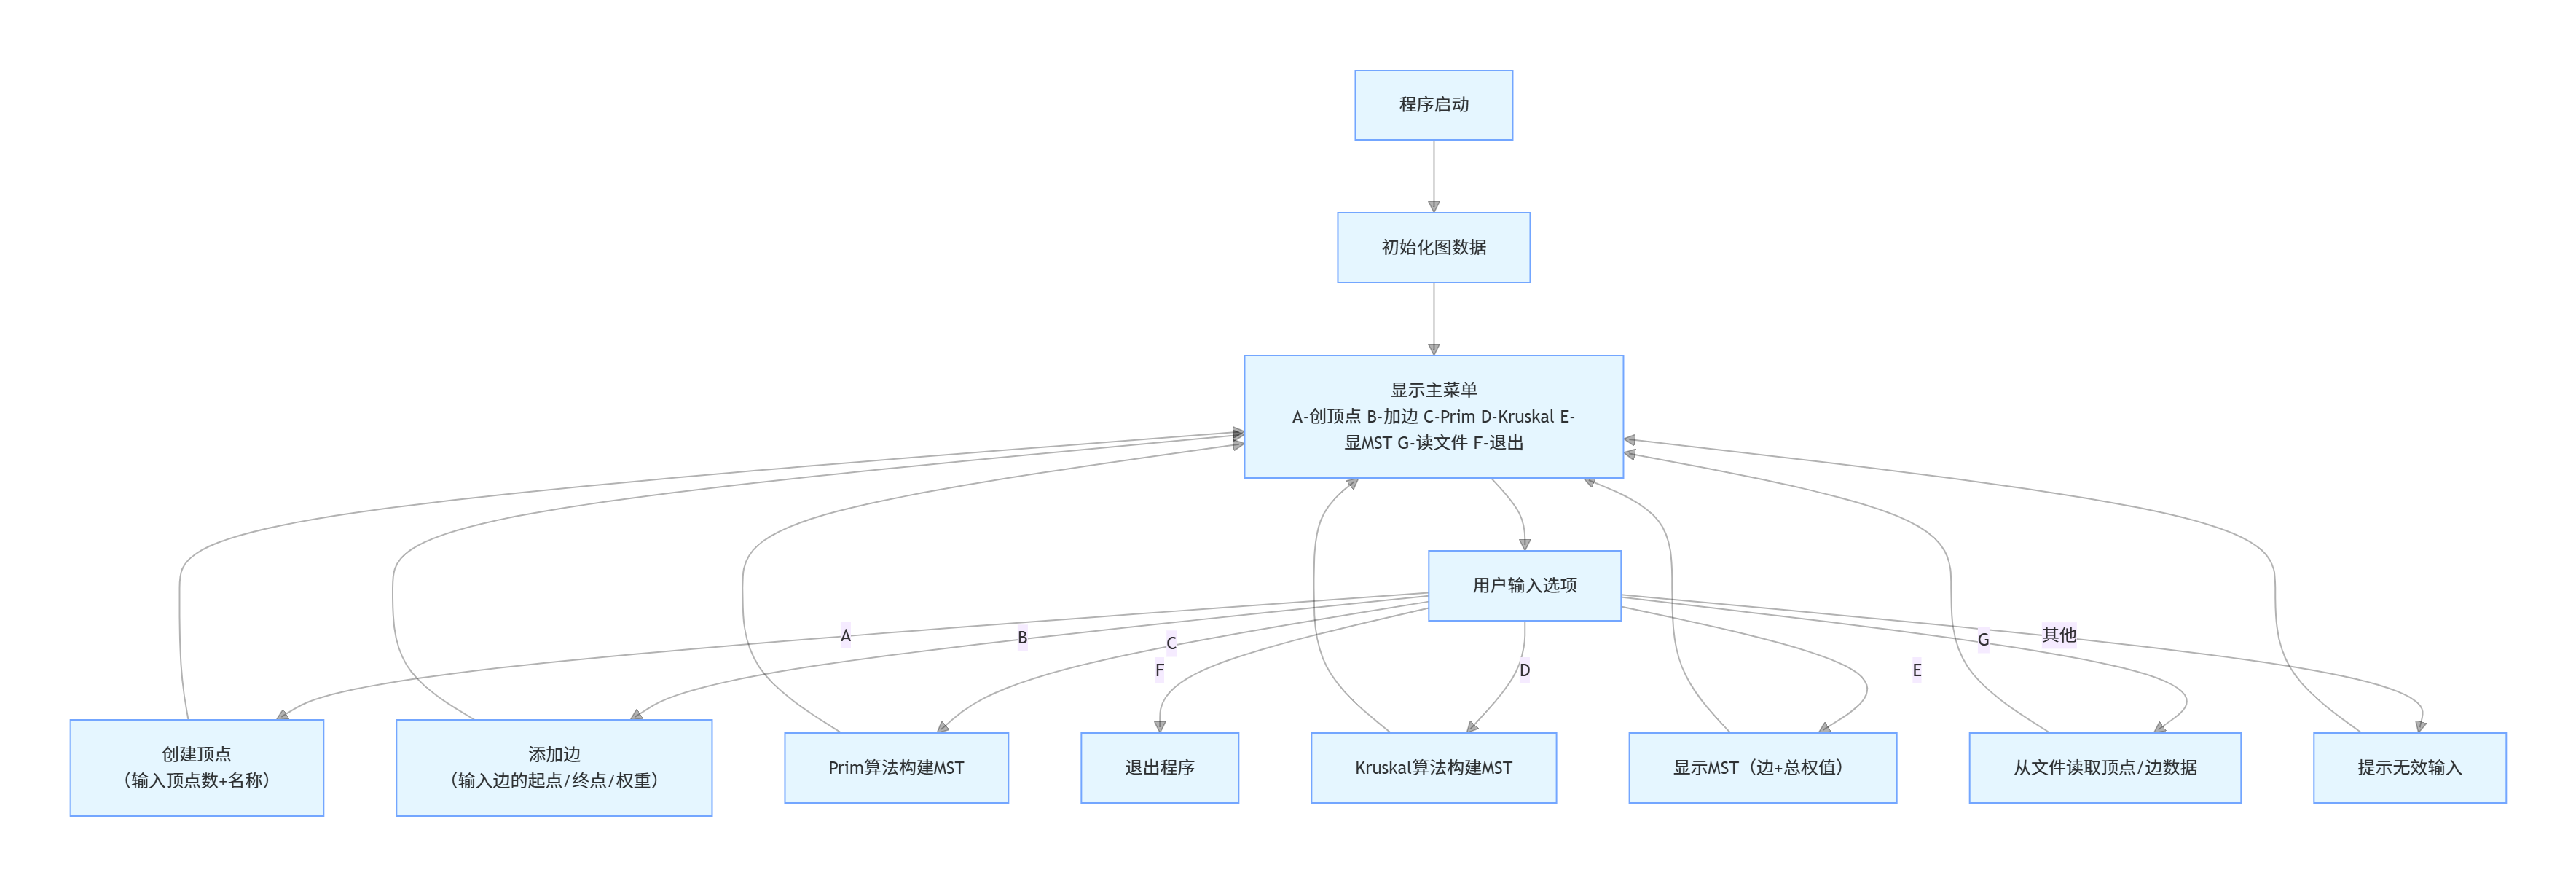 程序启动
初始化图数据
显示主菜单
A-创顶点 B-加边 C-Prim D-Kruskal E-
显MST G-读文件 F-退出
用户输入选项
A
B
C
F
D
E
G
其他
创建顶点
（输入顶点数+名称）
添加边
（输入边的起点/终点/权重）
Prim算法构建MST
退出程序
Kruskal算法构建MST
显示MST（边+总权值）
从文件读取顶点/边数据
提示无效输入